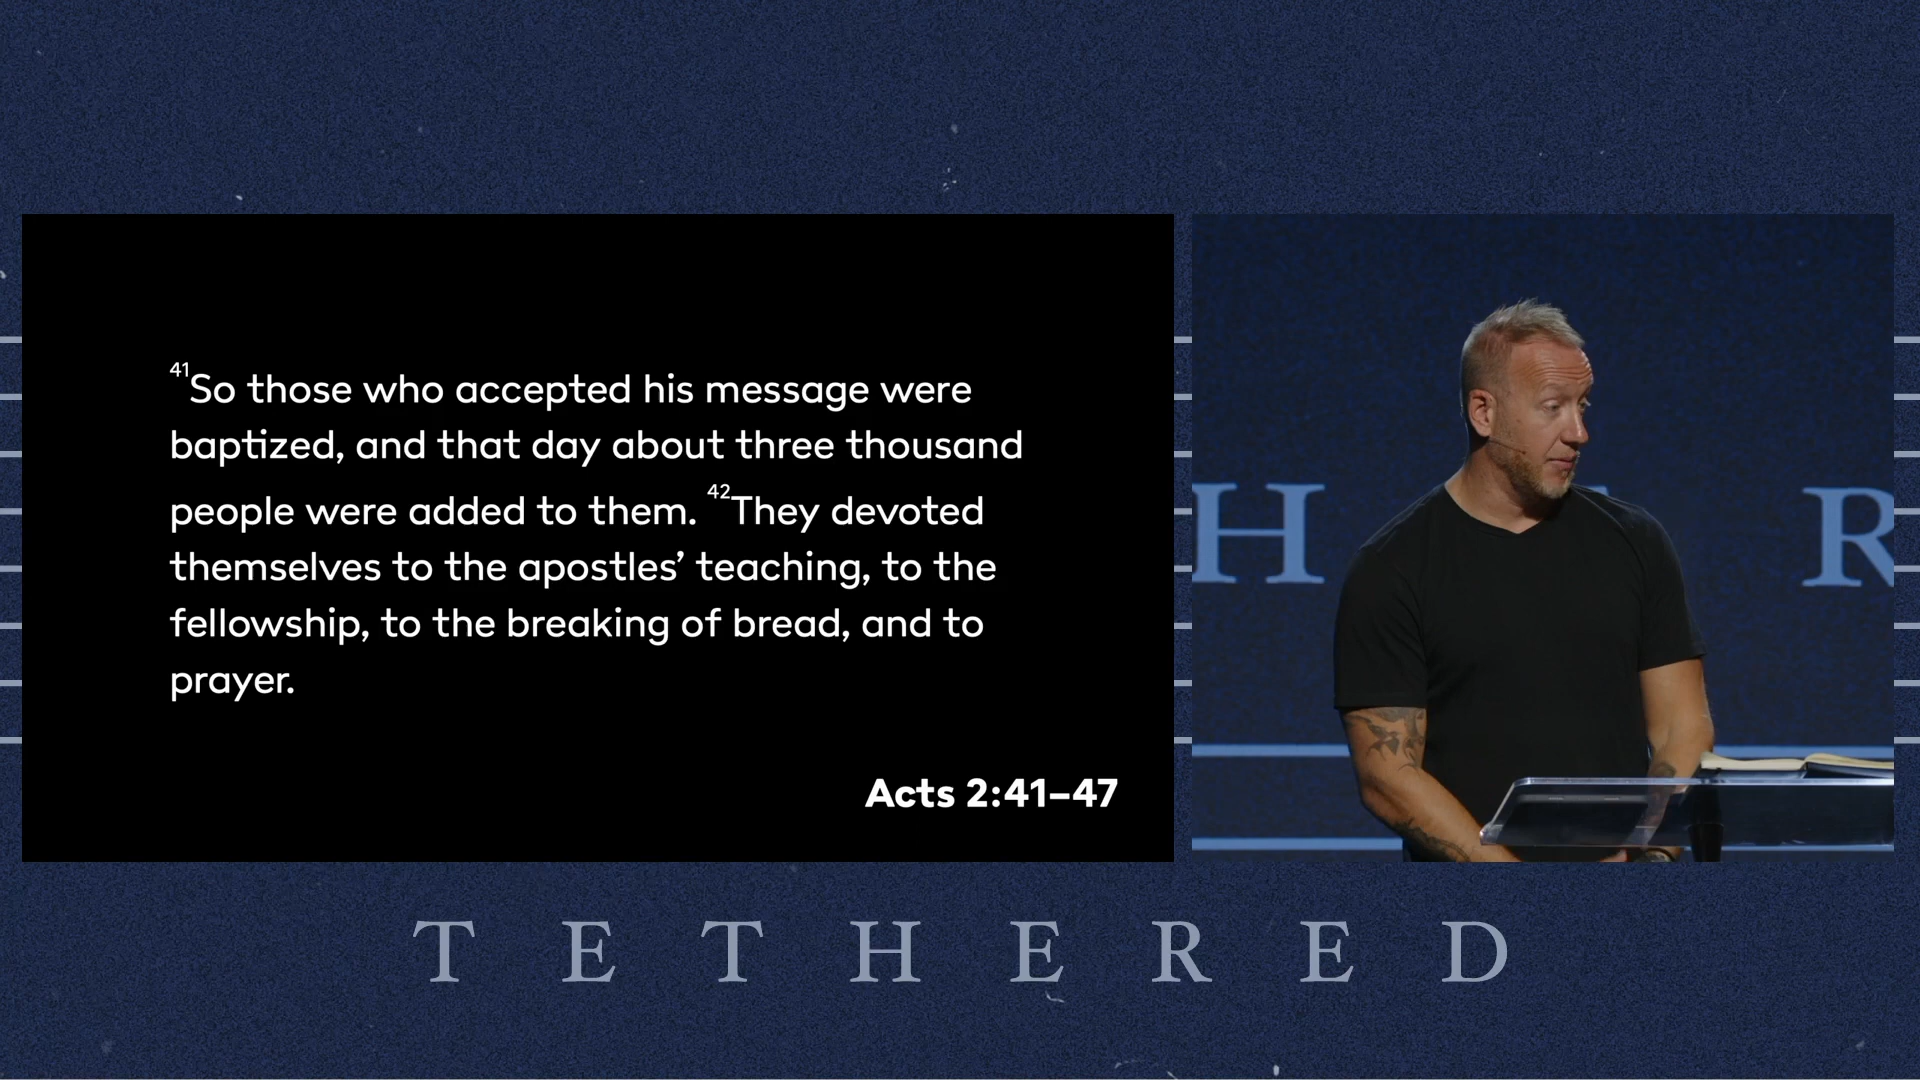 ⁴¹So those who accepted his message were
baptized, and that day about three thousand
people were added to them. ⁴²They devoted
themselves to the apostles’ teaching, to the
fellowship, to the breaking of bread, and to
prayer.
Acts 2:41–47
H R
TETHERED